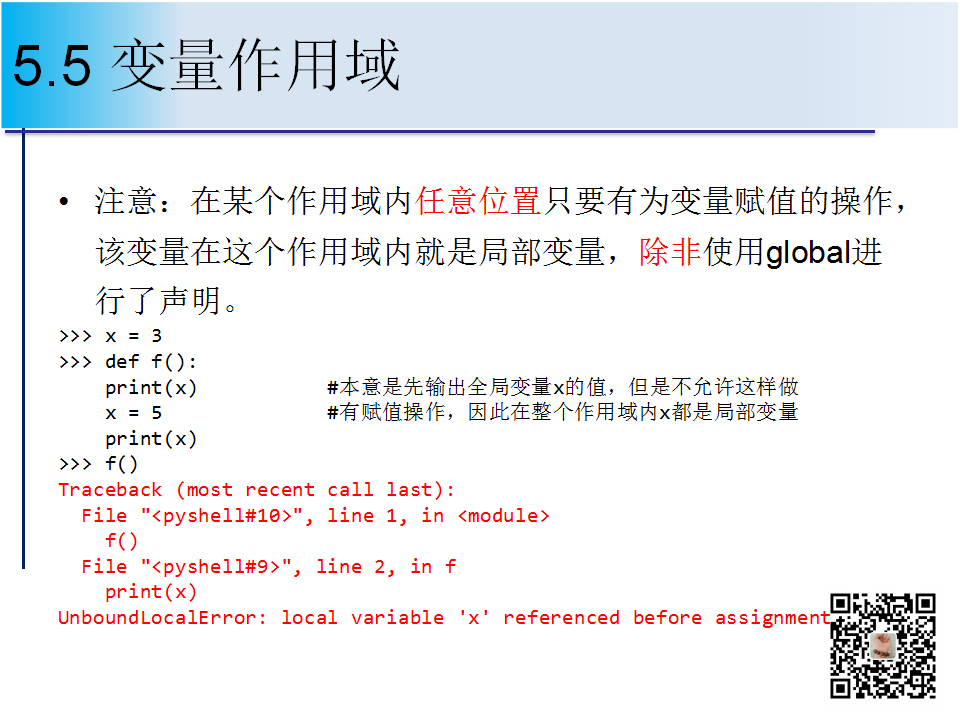 5.5 变量作用域
• 注意：在某个作用域内任意位置只要有为变量赋值的操作，
该变量在这个作用域内就是局部变量，除非使用global进
行了声明。
>>> x = 3
>>> def f():
    print(x)           #本意是先输出全局变量x的值，但是不允许这样做
    x = 5              #有赋值操作，因此在整个作用域内x都是局部变量
    print(x)
>>> f()
Traceback (most recent call last):
  File "<pyshell#10>", line 1, in <module>
    f()
  File "<pyshell#9>", line 2, in f
    print(x)
UnboundLocalError: local variable 'x' referenced before assignment